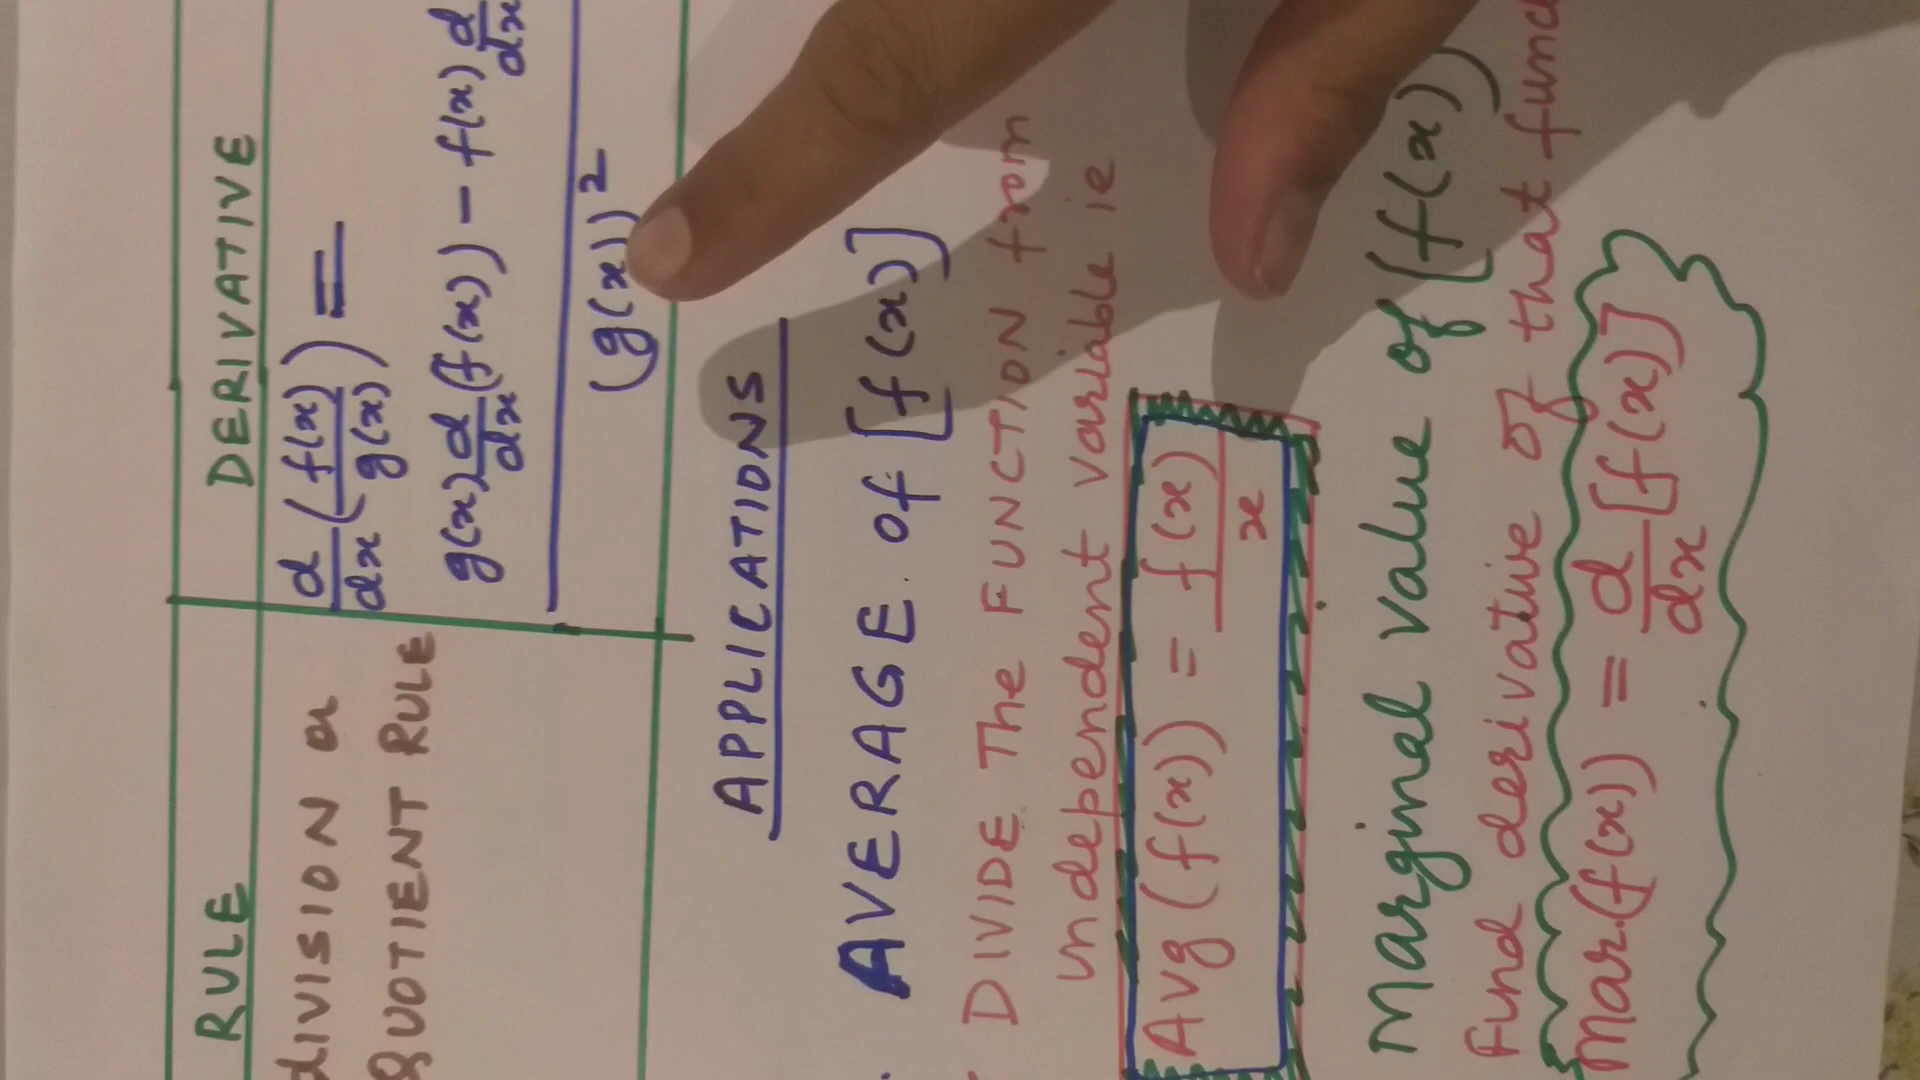 RULE DERIVATIVE
DIVISION or
QUOTIENT RULE
d/dx (f(x)/g(x)) =
g(x) d/dx (f(x)) - f(x) d/dx
(g(x))²
APPLICATIONS
AVERAGE of [f(x)]
DIVIDE The FUNCTION from
independent variable ie
Avg (f(x)) = f(x)/x
Marginal value of [f(x)
Find derivative of that
Mar.(f(x)) = d/dx [f(x)]